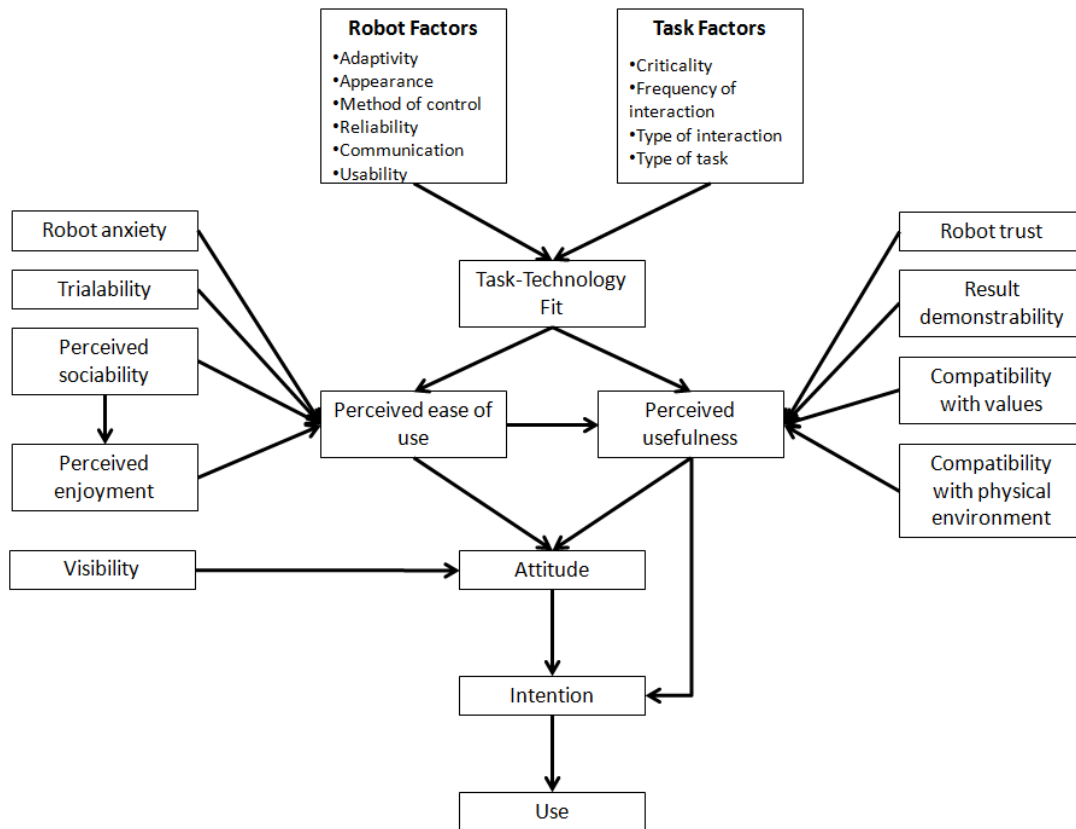 Robot Factors
•Adaptivity
•Appearance
•Method of control
•Reliability
•Communication
•Usability
Task Factors
•Criticality
•Frequency of
interaction
•Type of interaction
•Type of task
Robot anxiety
Trialability
Perceived
sociability
Perceived
enjoyment
Visibility
Task-Technology
Fit
Perceived ease of
use
Perceived
usefulness
Attitude
Intention
Use
Robot trust
Result
demonstrability
Compatibility
with values
Compatibility
with physical
environment